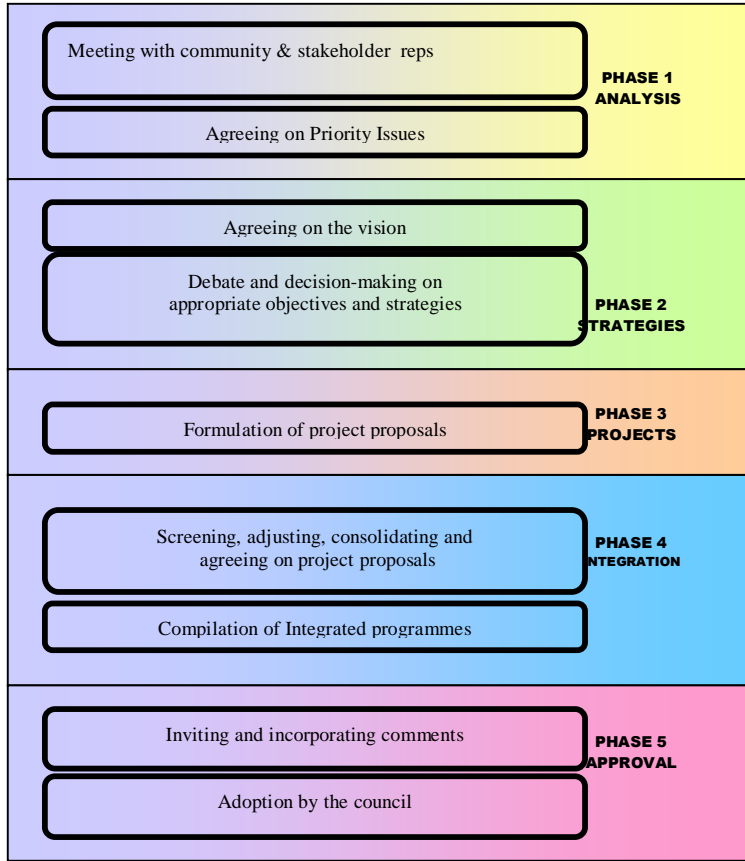 Meeting with community & stakeholder reps
PHASE 1
ANALYSIS
Agreeing on Priority Issues
Agreeing on the vision
Debate and decision-making on
appropriate objectives and strategies
PHASE 2
STRATEGIES
Formulation of project proposals
PHASE 3
PROJECTS
Screening, adjusting, consolidating and
agreeing on project proposals
PHASE 4
NTEGRATION
Compilation of Integrated programmes
Inviting and incorporating comments
PHASE 5
APPROVAL
Adoption by the council